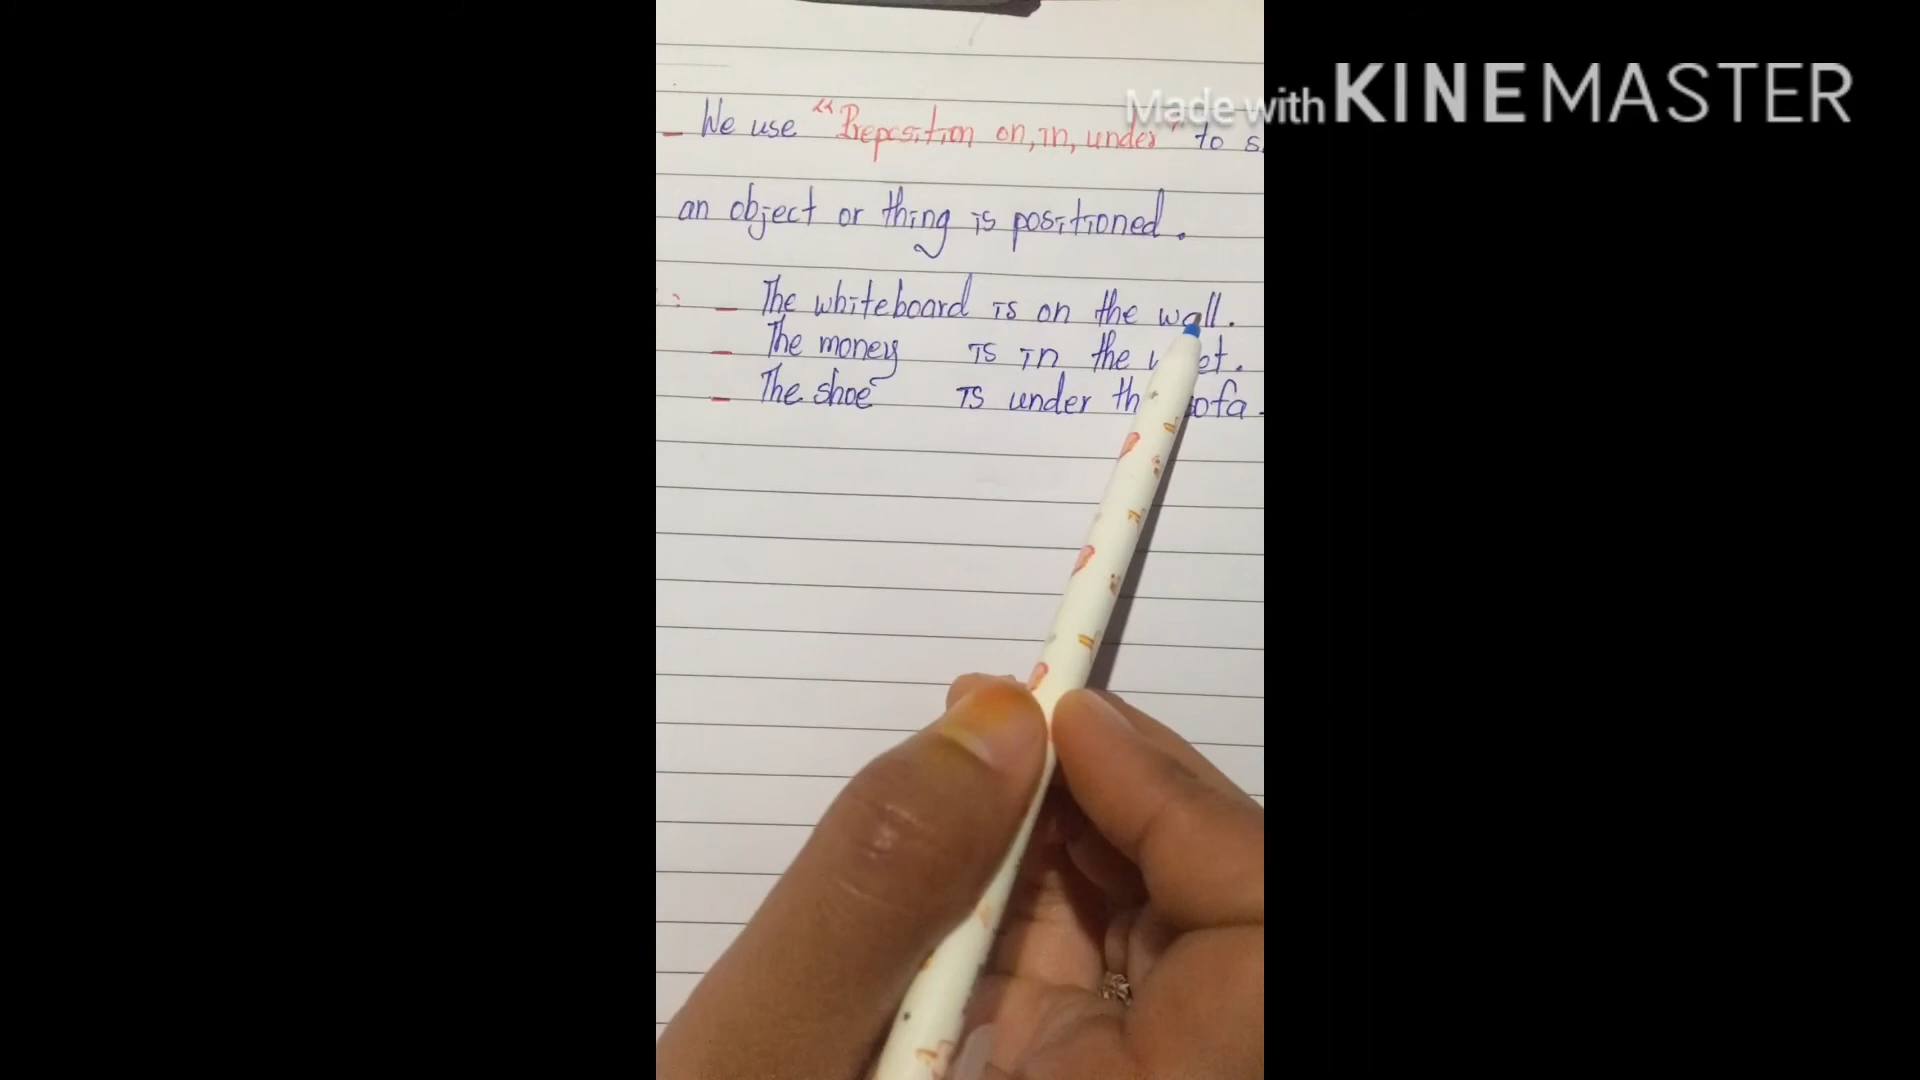 Made with KINEMASTER
- We use "Preposition on, in, under" to
an object or thing is positioned.
- The whiteboard is on the wall.
- The money is in the
- The shoe is under sofa.